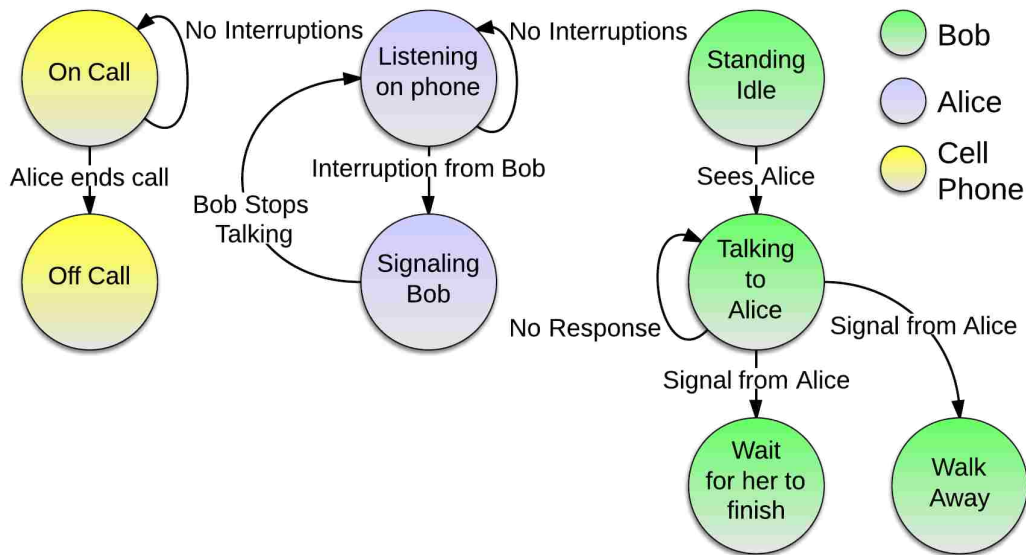 On Call
No Interruptions
Alice ends call
Off Call
Listening
on phone
No Interruptions
Interruption from Bob
Bob Stops
Talking
Signaling
Bob
Standing
Idle
Sees Alice
Talking
to
Alice
No Response
Signal from Alice
Signal from Alice
Wait
for her to
finish
Walk
Away
Bob
Alice
Cell
Phone